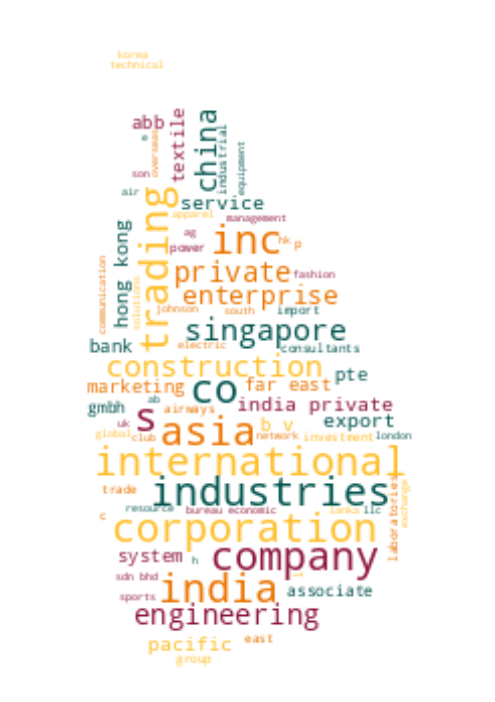 korea
technical
abb
textile
china
industrial
equipment
overseas
e
son
air
trading
service
apparel
management
hong kong
communication
solutions
ag
power
inc
hk
p
private
fashion
enterprise
johnson
south
import
singapore
bank
electric
consultants
construction
pte
marketing
co
far east
gmbh
ab
s
airways
india private
uk
asia
b v
export
global
club
network
investment
london
international
trade
industries
laboratories
exchange
resource
bureau economic
lanka
llc
c
corporation
system
h
company
sdn bhd
india
associate
sports
engineering
pacific
east
group